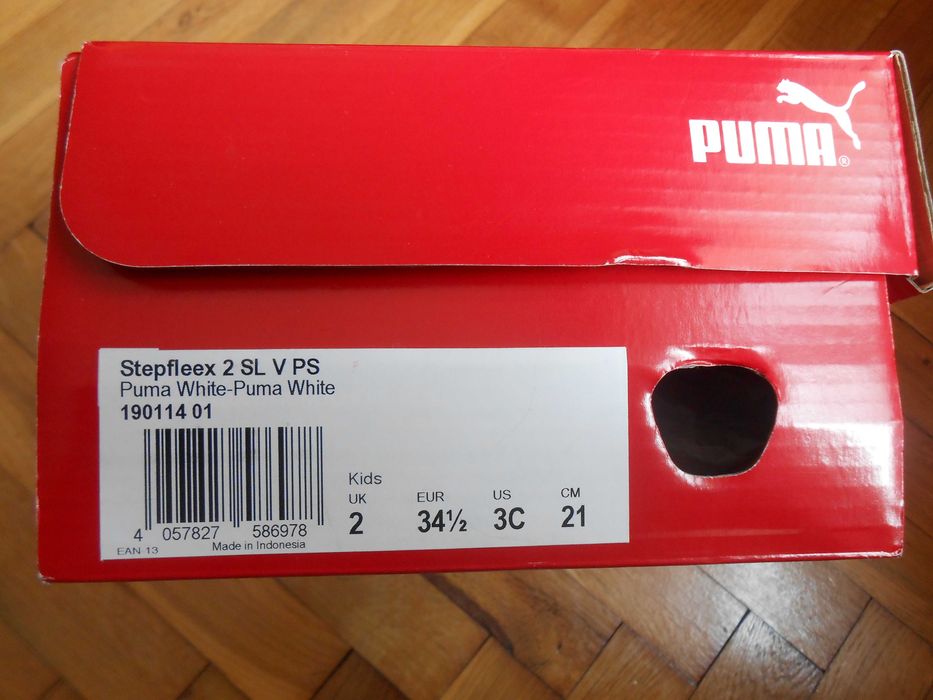 PUMA®
Stepfleex 2 SL V PS
Puma White-Puma White
190114 01
Kids
UK EUR US CM
2 34½ 3C 21
4 057827 586978
EAN 13 Made in Indonesia